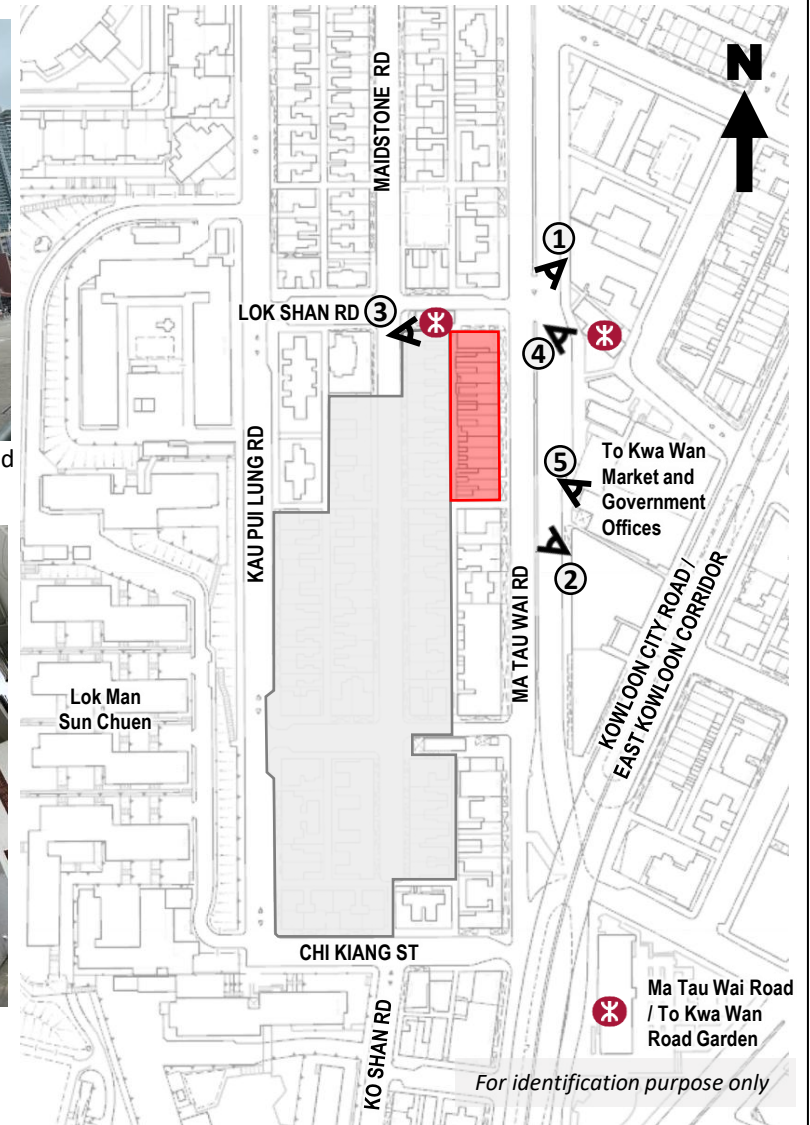 N
MAIDSTONE RD
①
LOK SHAN RD
③
④
d
KAU PUI LUNG RD
⑤
To Kwa Wan
Market and
Government
Offices
②
MA TAU WAI RD
KOWLOON CITY ROAD /
EAST KOWLOON CORRIDOR
Lok Man
Sun Chuen
CHI KIANG ST
KO SHAN RD
Ma Tau Wai Road
/ To Kwa Wan
Road Garden
For identification purpose only